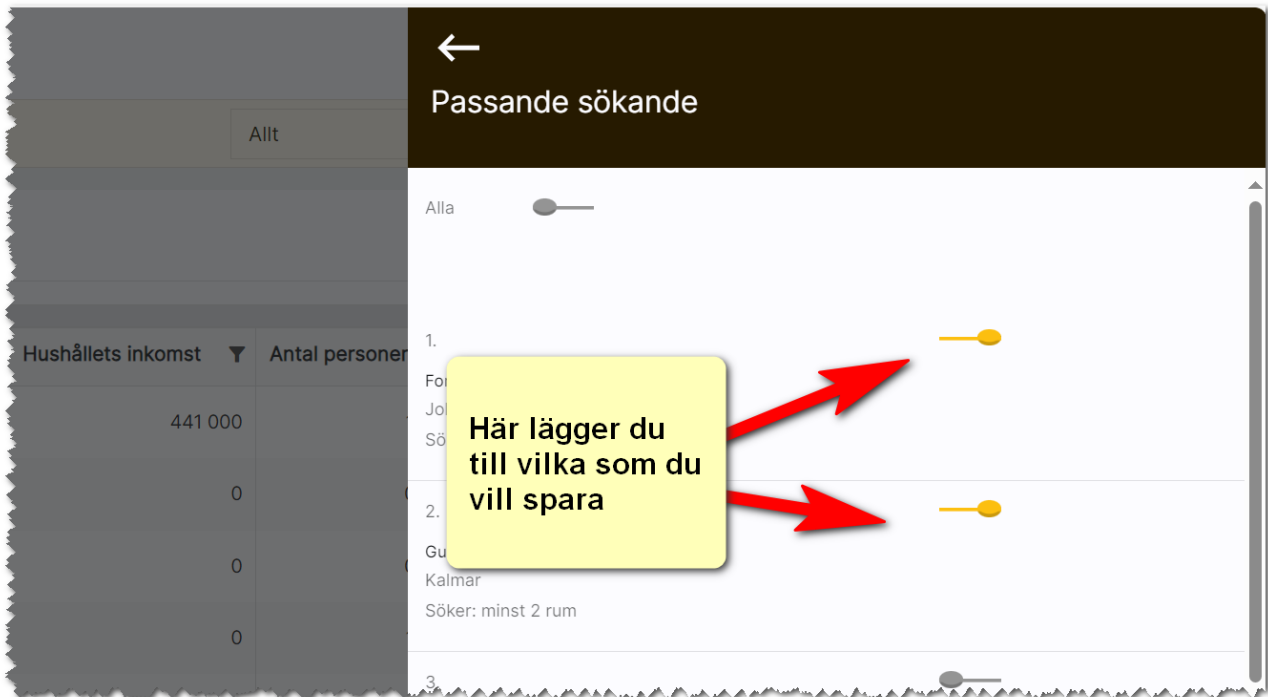 Passande sökande
Allt
Alla
Hushållets inkomst
Antal personer
441 000
0
0
0
1.
Här lägger du
till vilka som du
vill spara
2.
Kalmar
Söker: minst 2 rum
3.